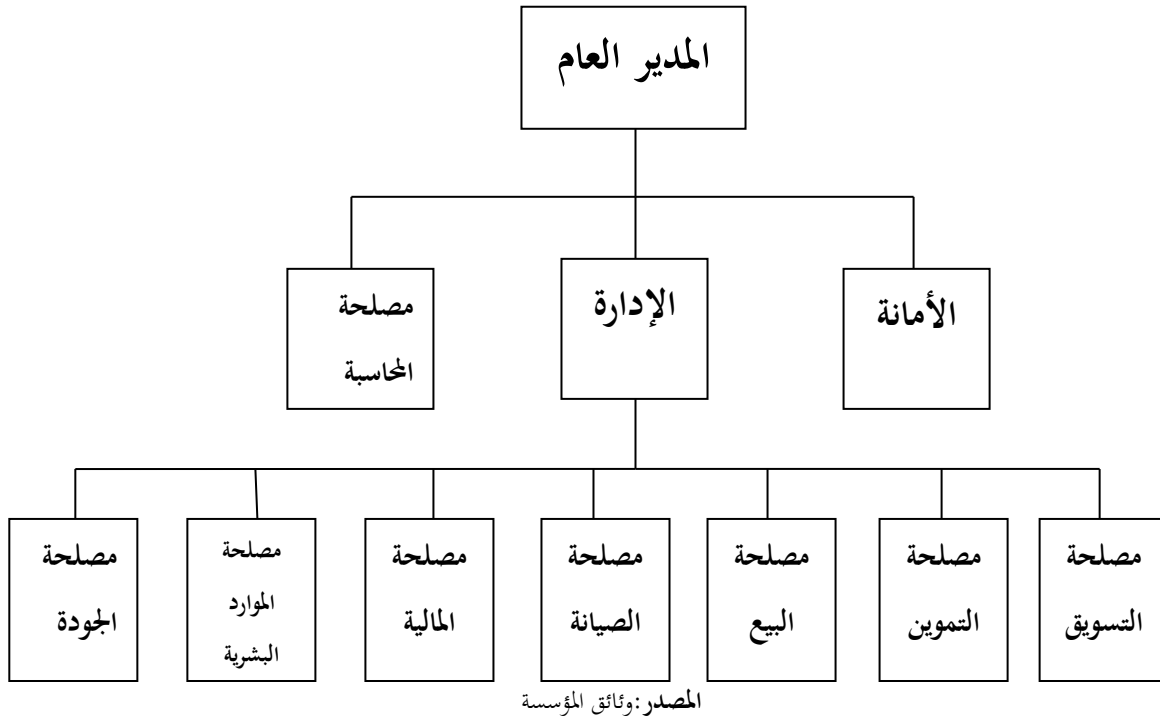 المدير العام
الأمانة
الإدارة
مصلحة
المحاسبة
مصلحة
التسويق
مصلحة
التموين
مصلحة
البيع
مصلحة
الصيانة
مصلحة
المالية
مصلحة
الموارد
البشرية
مصلحة
الجودة
المصدر:وثائق المؤسسة